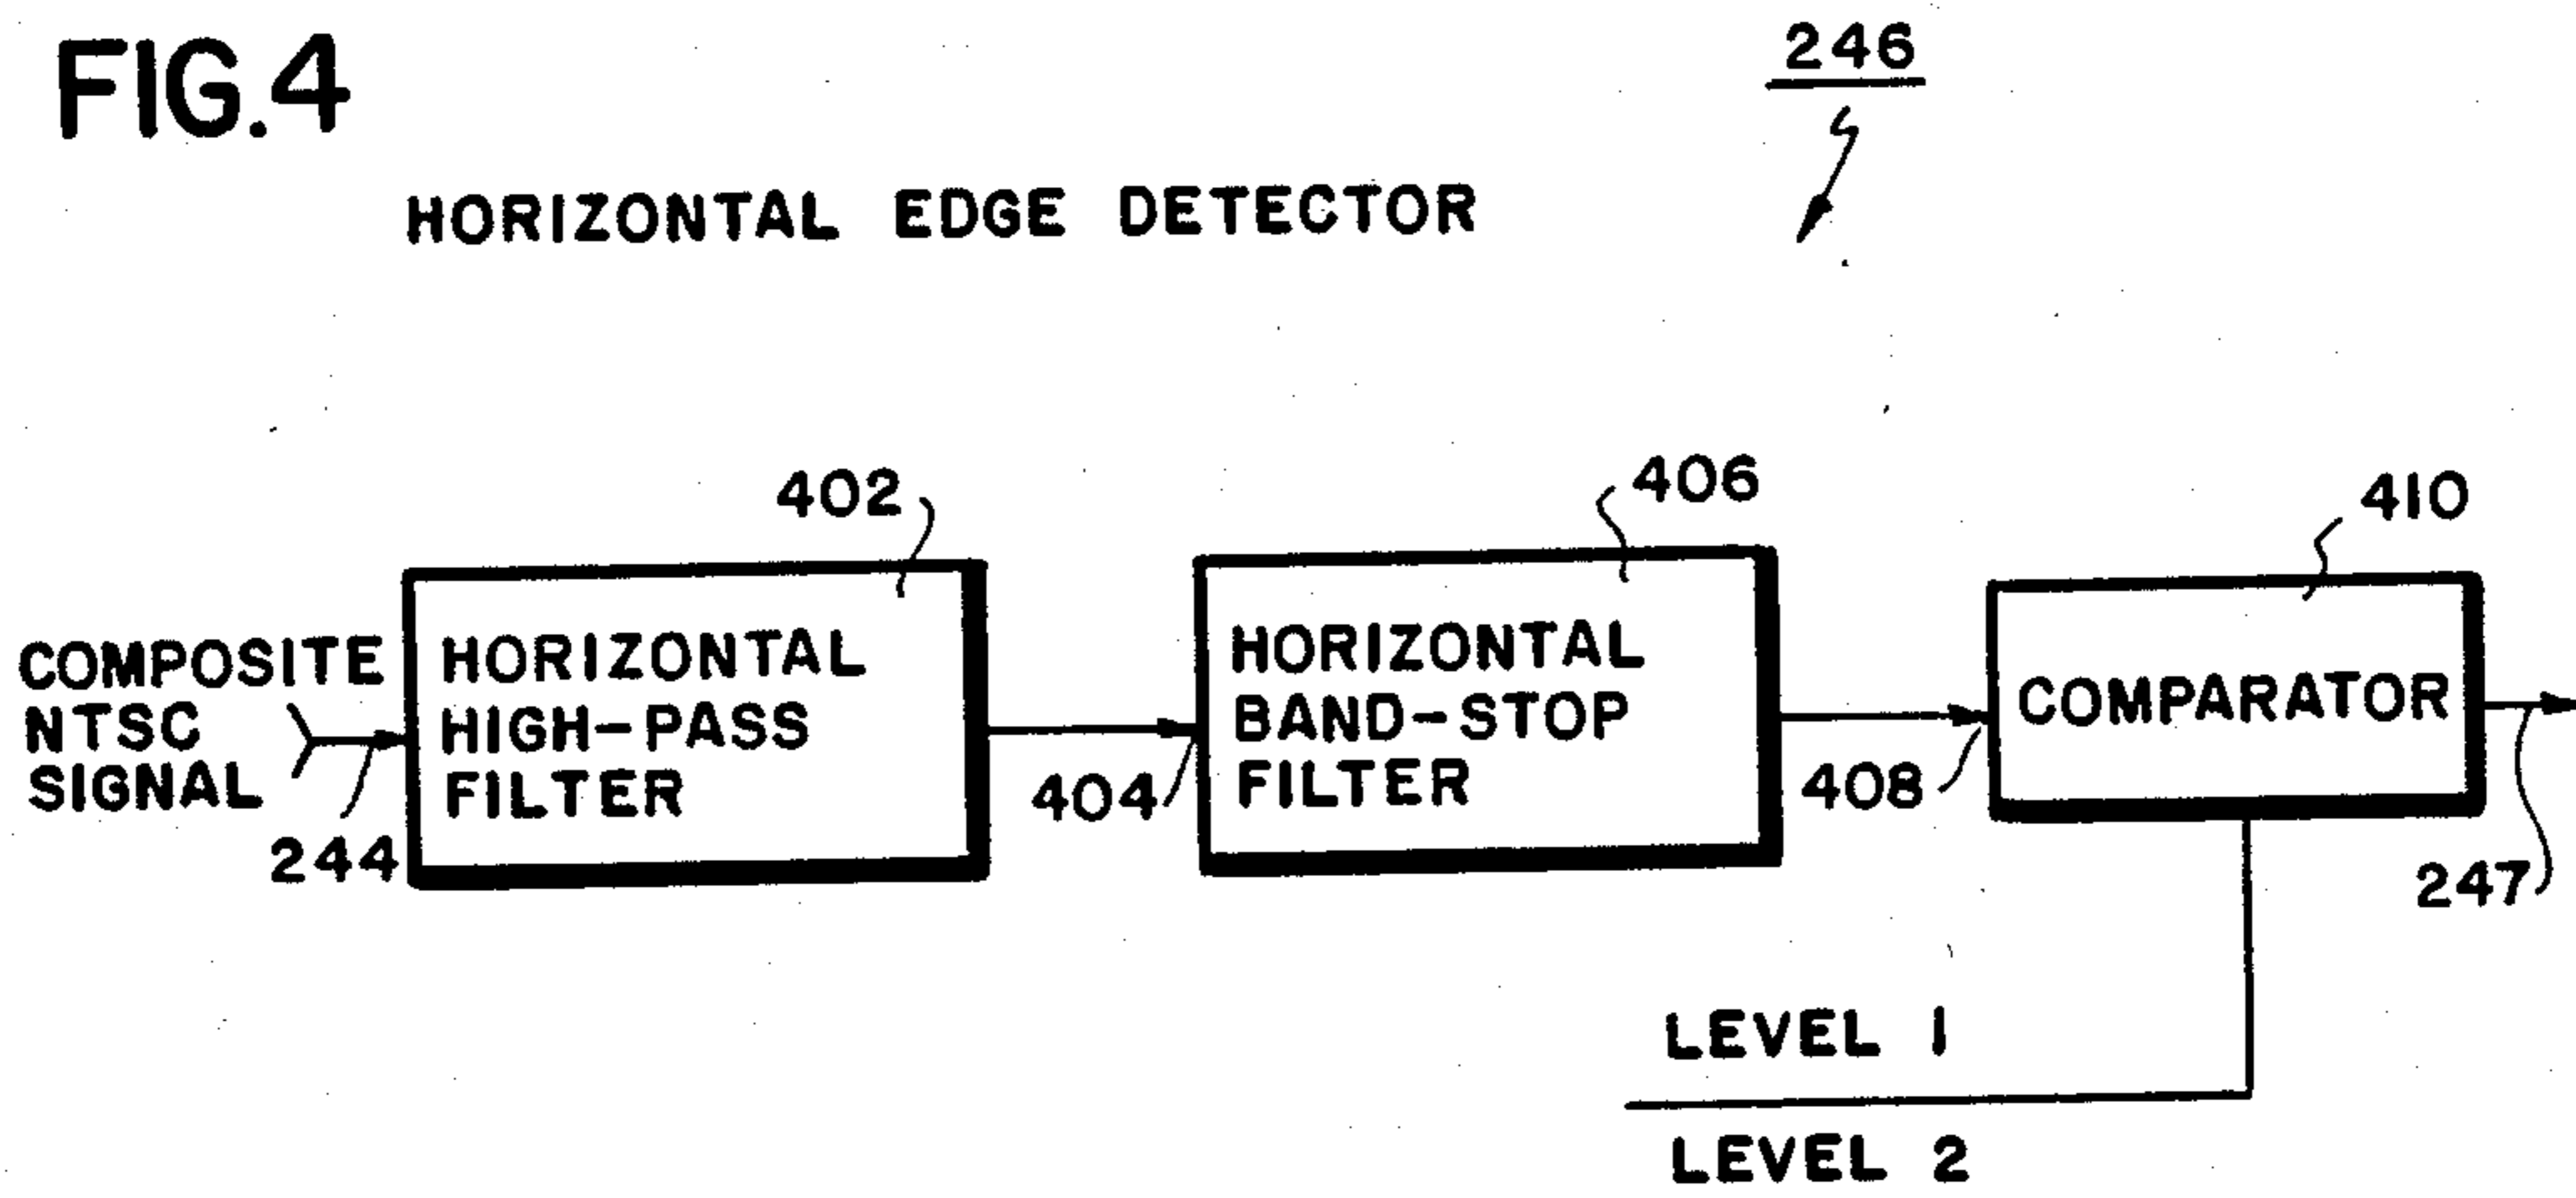 FIG.4
246
HORIZONTAL EDGE DETECTOR
402
406
410
COMPOSITE
NTSC
SIGNAL
244
HORIZONTAL
HIGH-PASS
FILTER
404
HORIZONTAL
BAND-STOP
FILTER
408
COMPARATOR
247
LEVEL 1
LEVEL 2